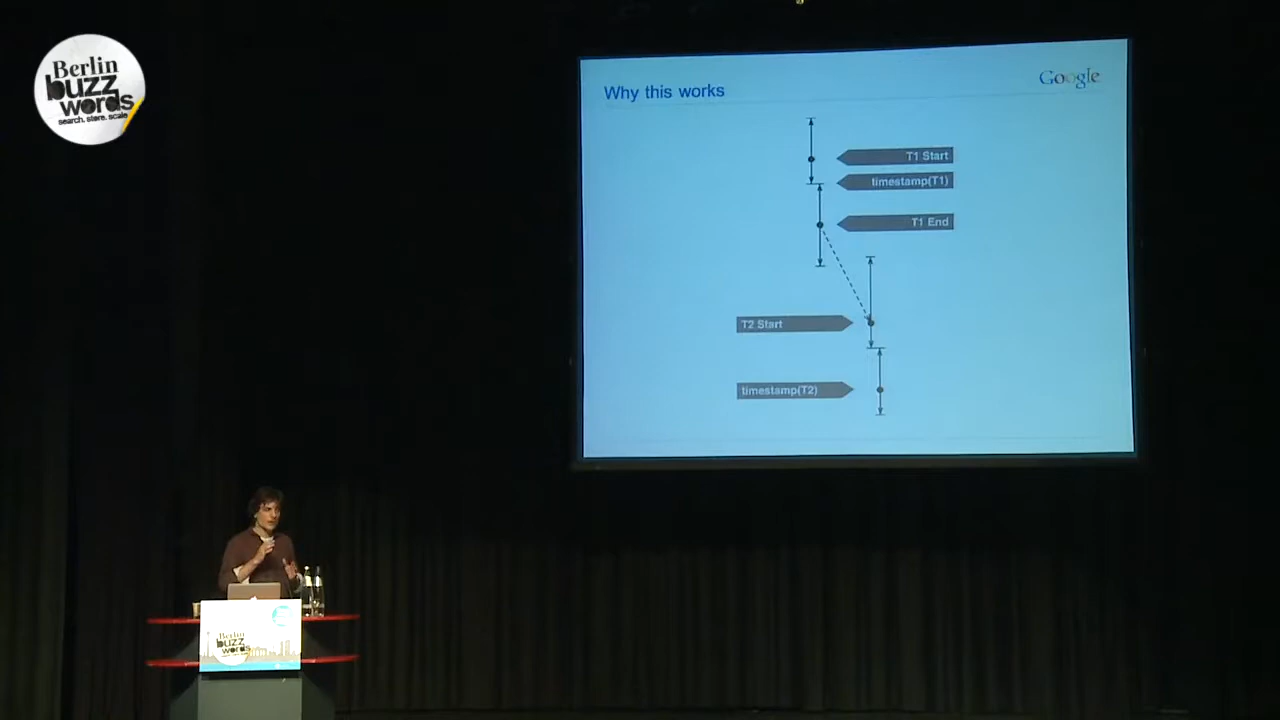 Berlin
buzz
words
search. store. scale
Why this works
Google
T1 Start
timestamp(T1)
T1 End
T2 Start
timestamp(T2)
Berlin
buzz
words